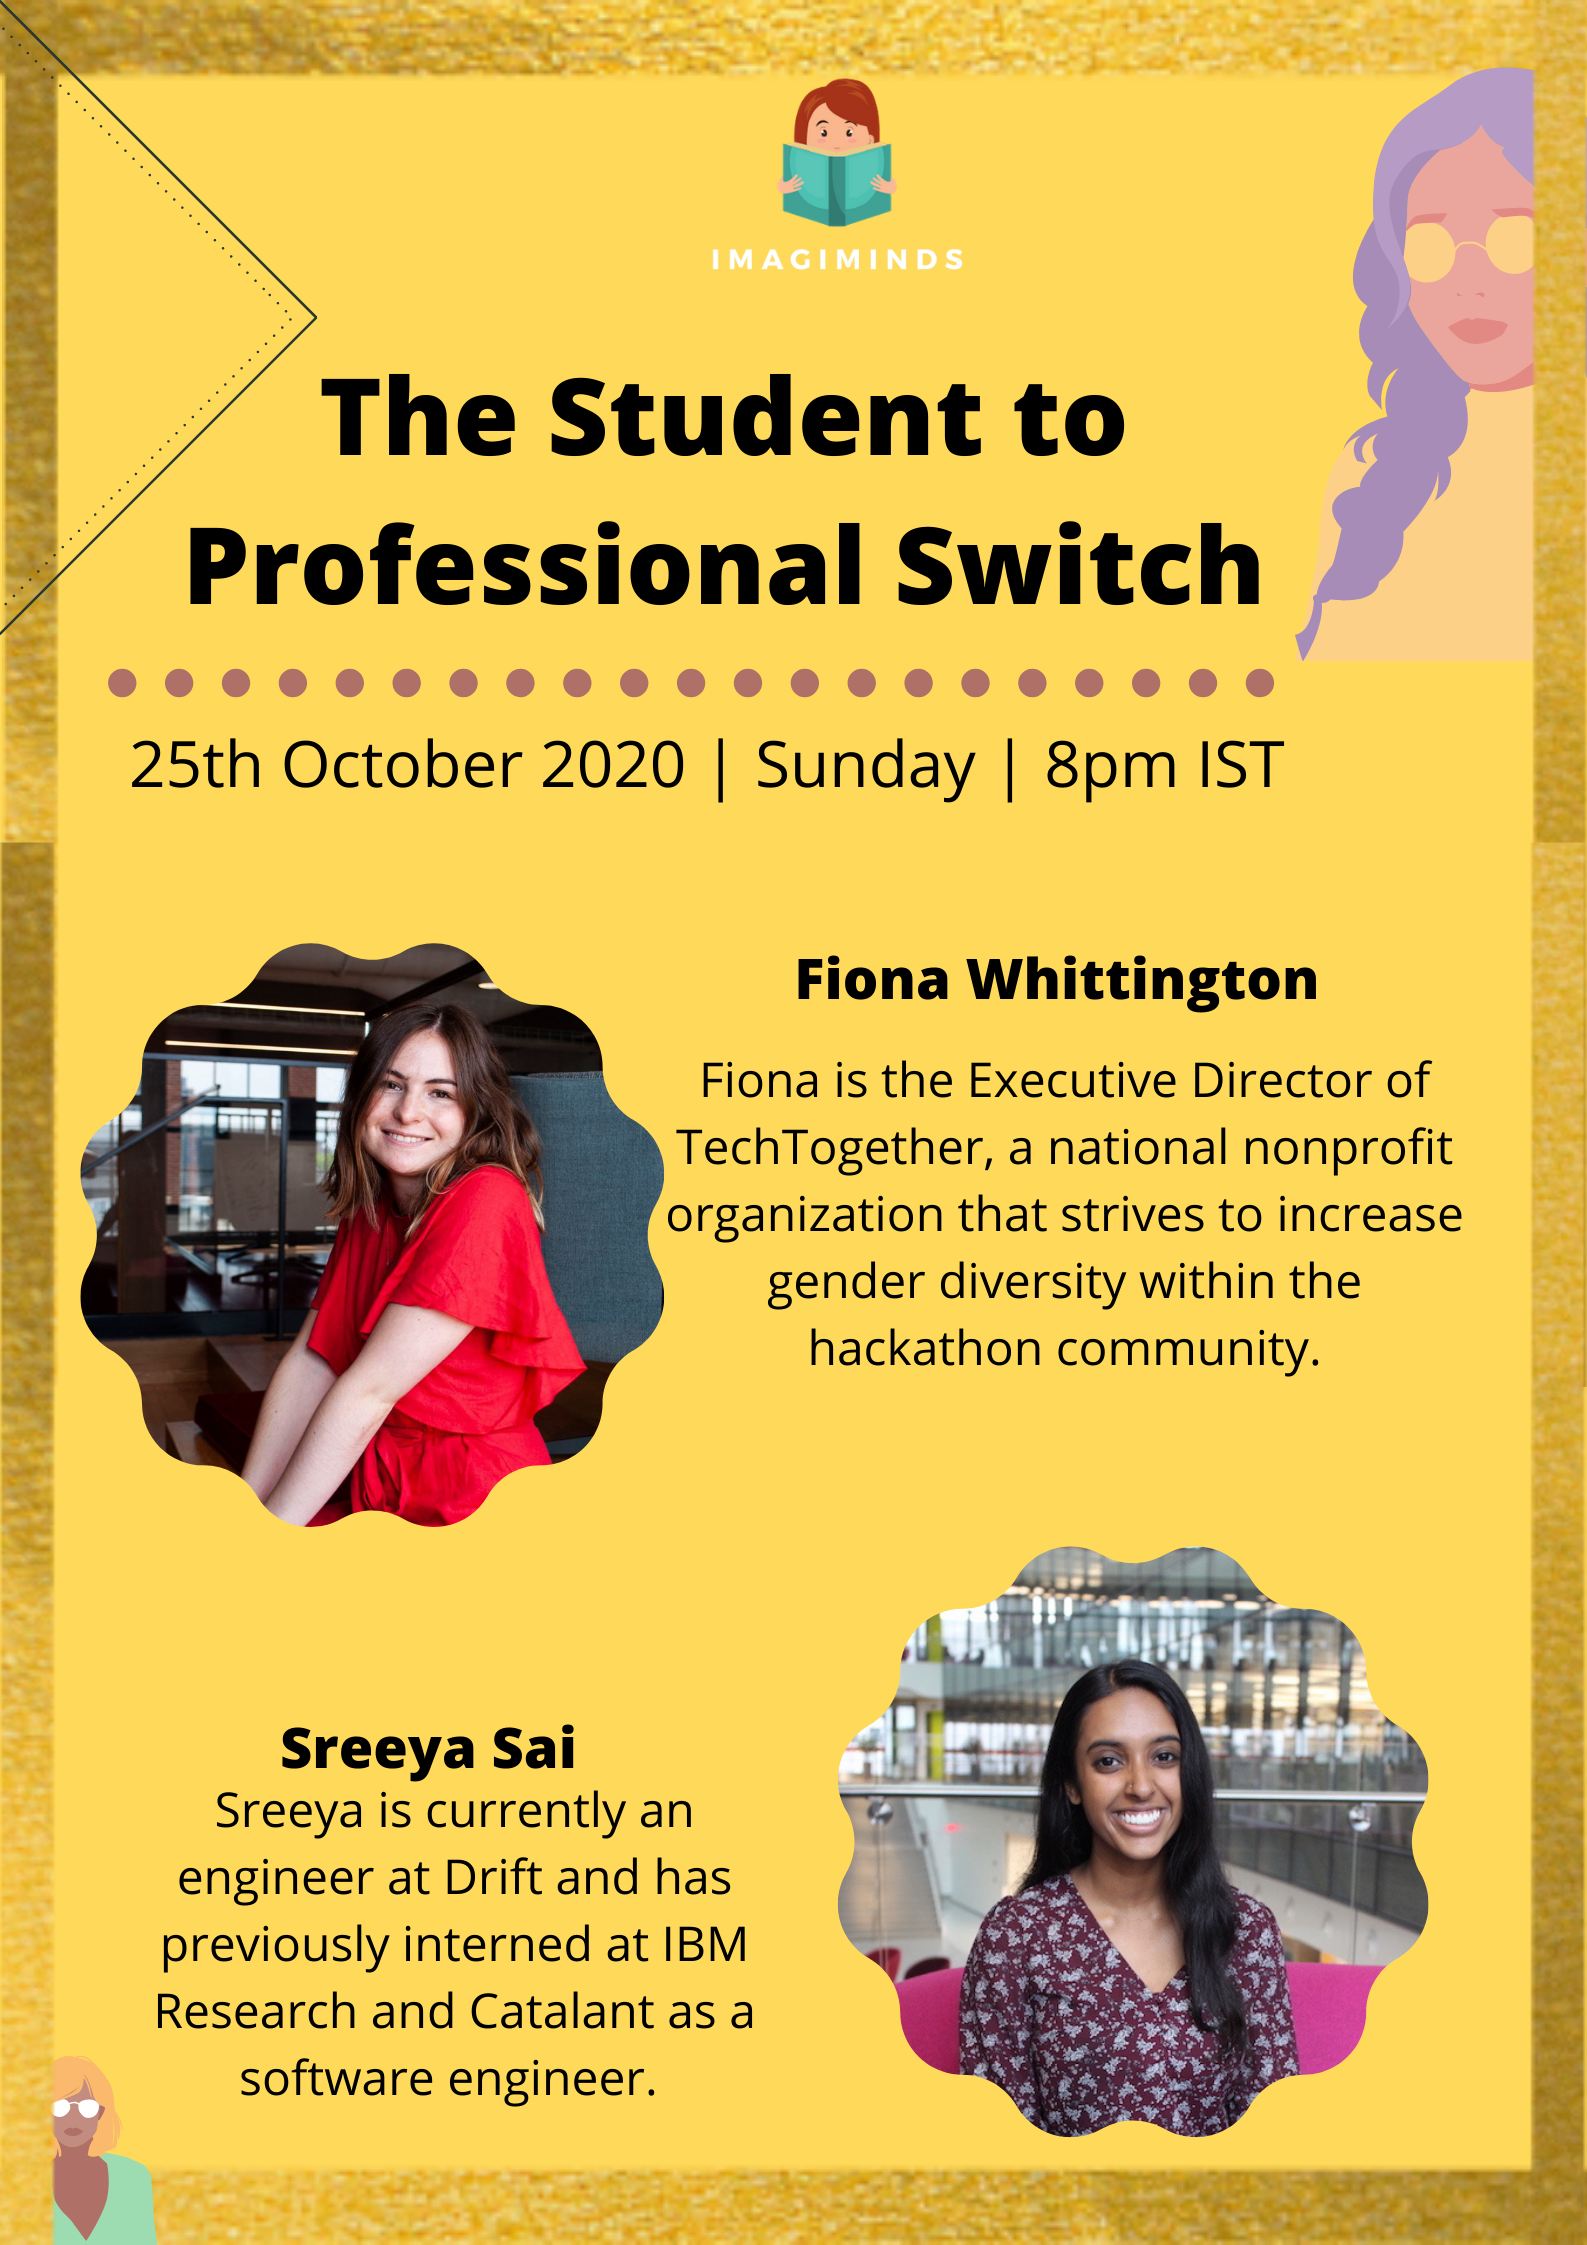 IMAGIMINDS
The Student to
Professional Switch
25th October 2020 | Sunday | 8pm IST
Fiona Whittington
Fiona is the Executive Director of
TechTogether, a national nonprofit
organization that strives to increase
gender diversity within the
hackathon community.
Sreeya Sai
Sreeya is currently an
engineer at Drift and has
previously interned at IBM
Research and Catalant as a
software engineer.